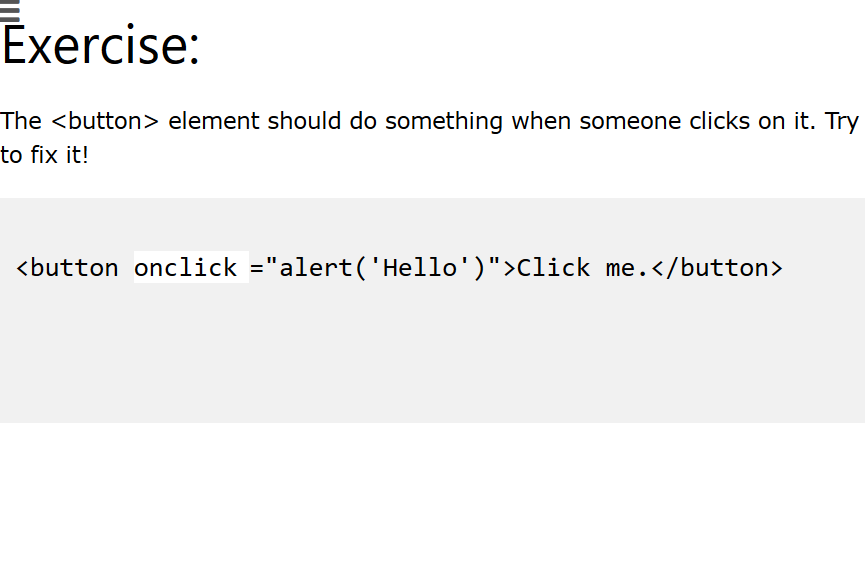 Exercise:
The <button> element should do something when someone clicks on it. Try
to fix it!
<button onclick ="alert('Hello')">Click me.</button>